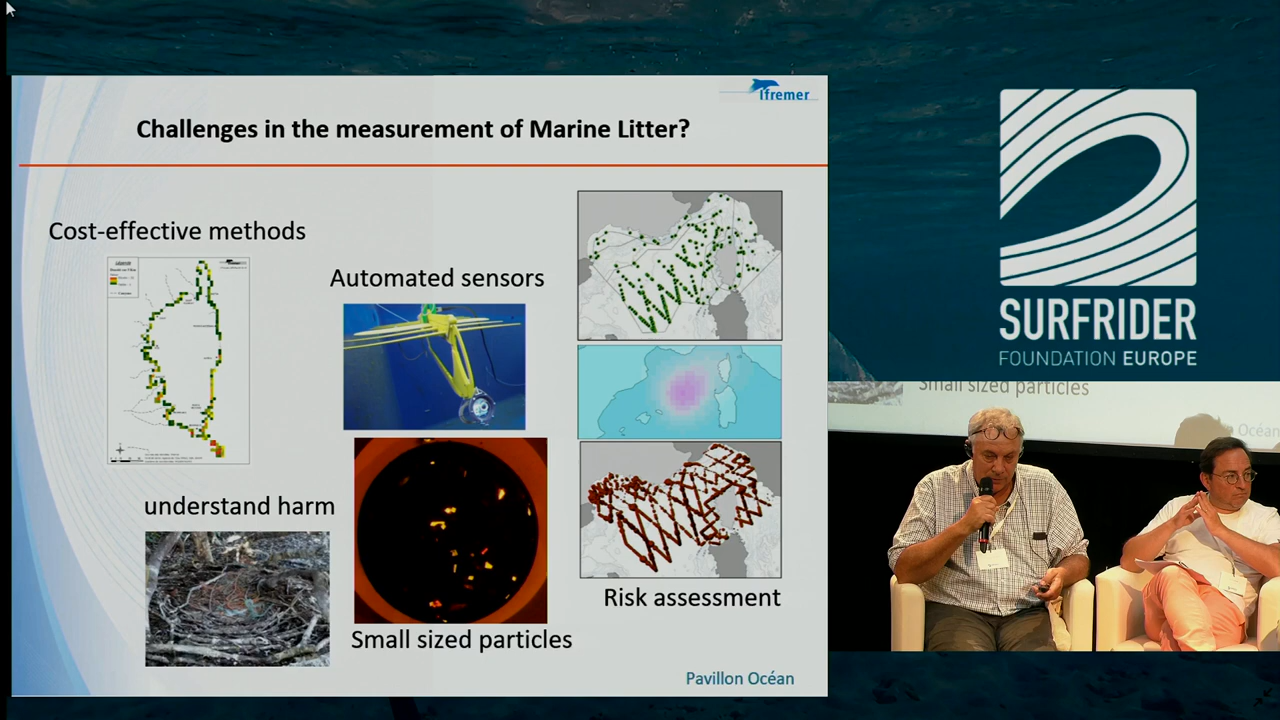 Ifremer
Challenges in the measurement of Marine Litter?
Cost-effective methods
Automated sensors
understand harm
Small sized particles
Risk assessment
Pavillon Océan
SURFRIDER
FOUNDATION EUROPE
Small sized particles
Océan